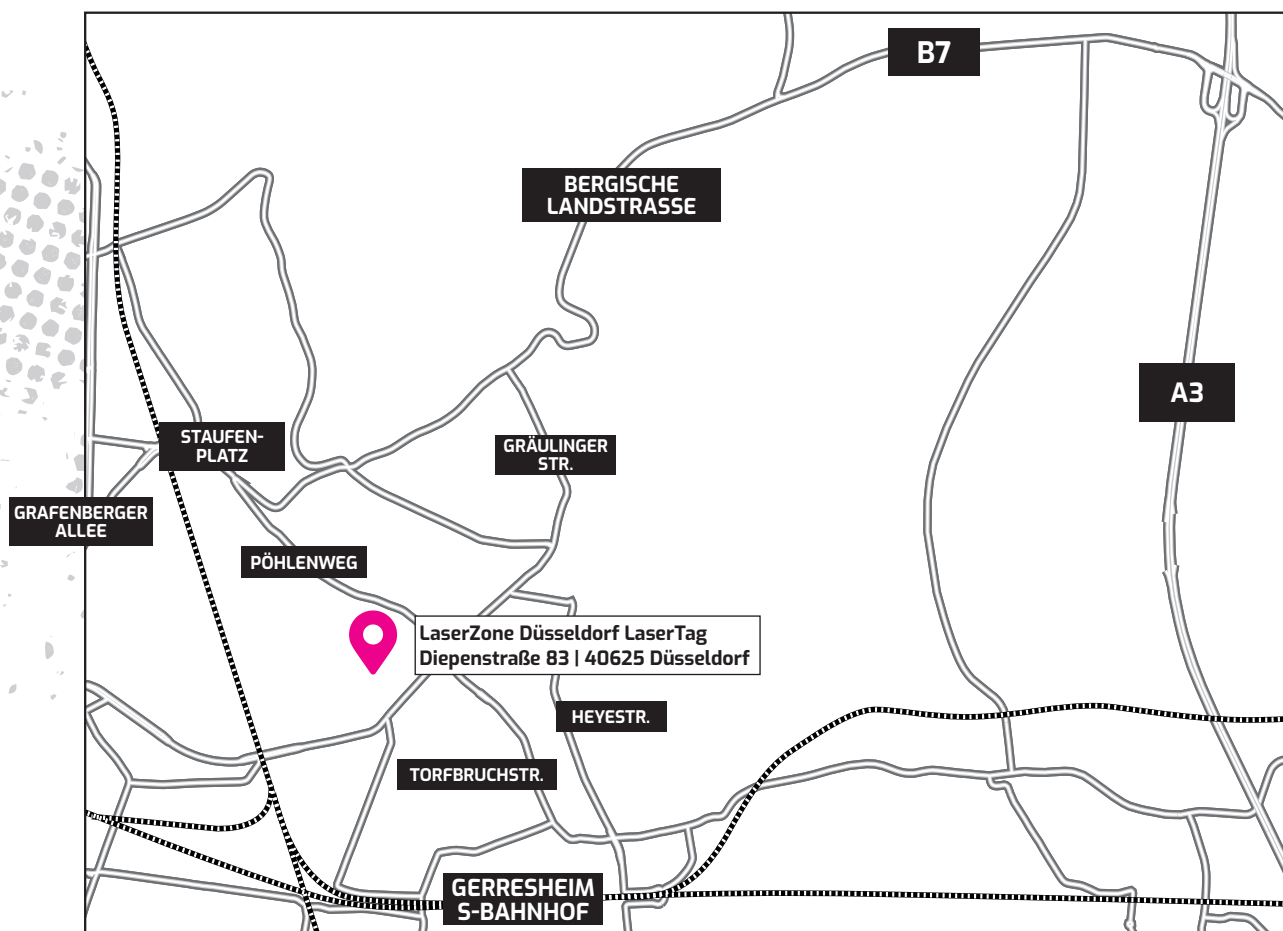 B7
BERGISCHE
LANDSTRASSE
A3
STAUFEN-
PLATZ
GRÄULINGER
STR.
GRAFENBERGER
ALLEE
PÖHLENWEG
LaserZone Düsseldorf LaserTag
Diepenstraße 83 | 40625 Düsseldorf
HEYESTR.
TORFBRUCHSTR.
GERRESHEIM
S-BAHNHOF